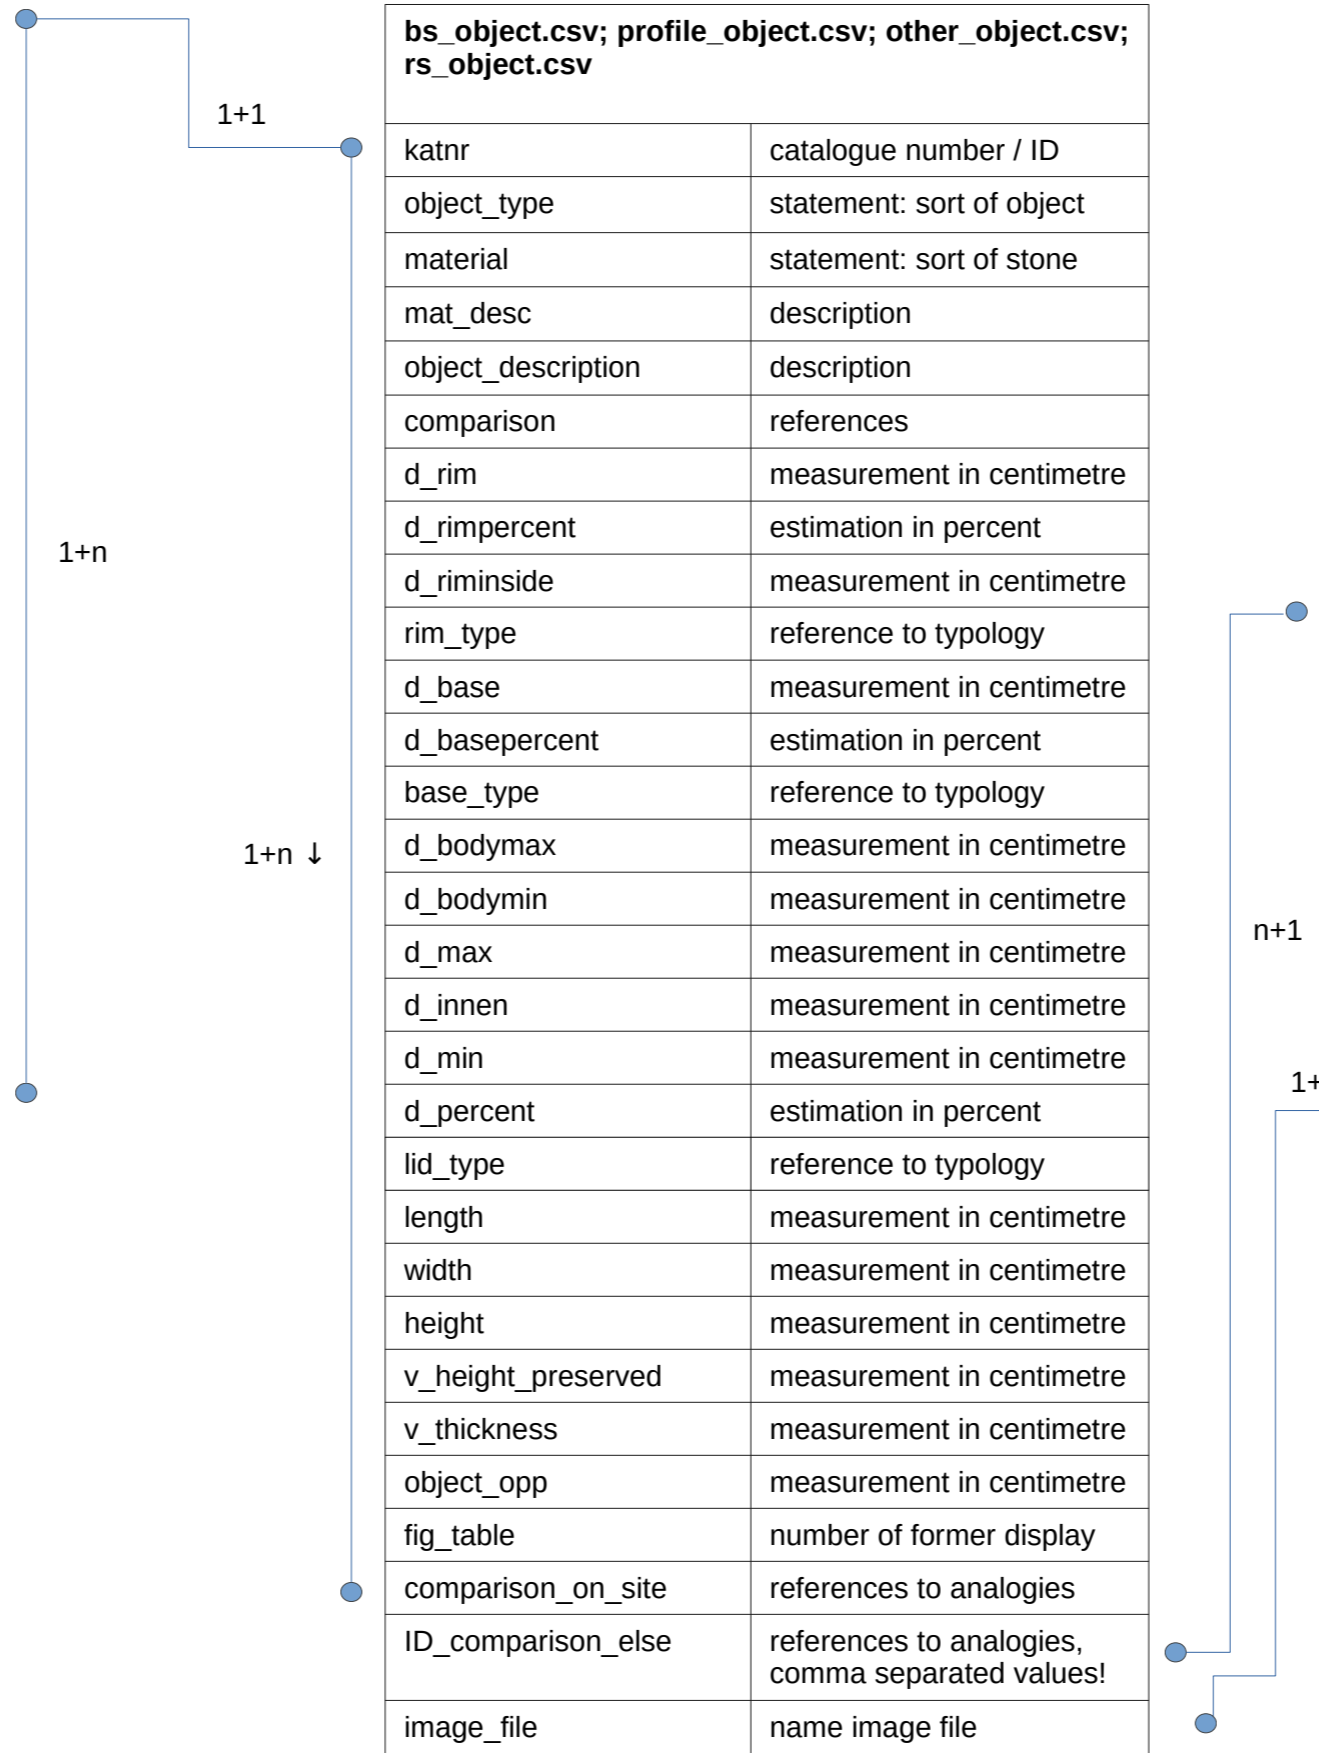 bs_object.csv; profile_object.csv; other_object.csv;
rs_object.csv
1+1
katnr catalogue number / ID
object_type statement: sort of object
material statement: sort of stone
mat_desc description
object_description description
comparison references
d_rim measurement in centimetre
d_rimpercent estimation in percent
1+n
d_riminside measurement in centimetre
rim_type reference to typology
d_base measurement in centimetre
d_basepercent estimation in percent
base_type reference to typology
d_bodymax measurement in centimetre
1+n ↓
d_bodymin measurement in centimetre
n+1
d_max measurement in centimetre
d_innen measurement in centimetre
d_min measurement in centimetre
1+
d_percent estimation in percent
lid_type reference to typology
length measurement in centimetre
width measurement in centimetre
height measurement in centimetre
v_height_preserved measurement in centimetre
v_thickness measurement in centimetre
object_opp measurement in centimetre
fig_table number of former display
comparison_on_site references to analogies
ID_comparison_else references to analogies,
comma separated values!
image_file name image file